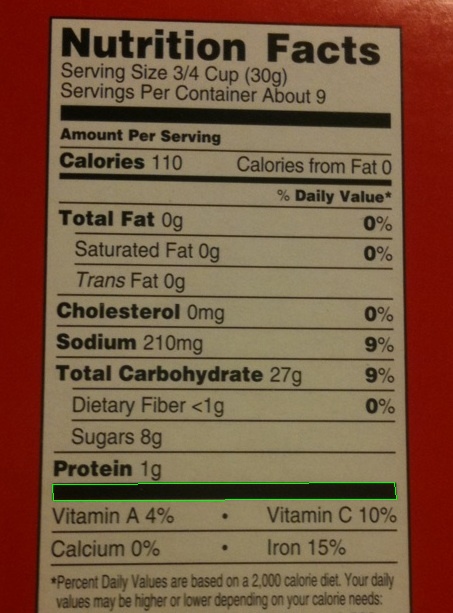 Nutrition Facts
Serving Size 3/4 Cup (30g)
Servings Per Container About 9
Amount Per Serving
Calories 110 Calories from Fat 0
% Daily Value*
Total Fat 0g 0%
Saturated Fat 0g 0%
Trans Fat 0g
Cholesterol 0mg 0%
Sodium 210mg 9%
Total Carbohydrate 27g 9%
Dietary Fiber <1g 0%
Sugars 8g
Protein 1g
Vitamin A 4% • Vitamin C 10%
Calcium 0% • Iron 15%
*Percent Daily Values are based on a 2,000 calorie diet. Your daily
values may be higher or lower depending on your calorie needs: